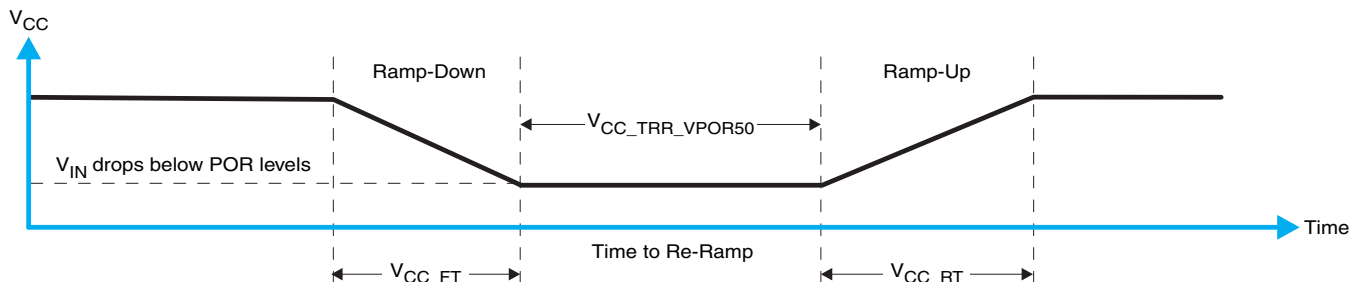 VCC
Ramp-Down
Ramp-Up
VCC_TRR_VPOR50
VIN drops below POR levels
Time
Time to Re-Ramp
VCC_FT
VCC_RT